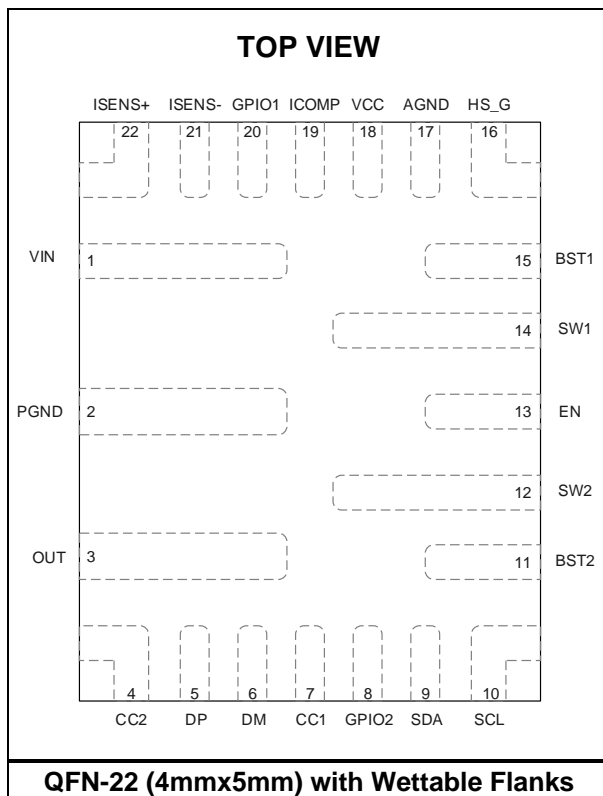 TOP VIEW
ISENS+ ISENS- GPIO1 ICOMP VCC AGND HS_G
22 21 20 19 18 17 16
VIN 1 15 BST1
14 SW1
PGND 2 13 EN
12 SW2
OUT 3 11 BST2
4 5 6 7 8 9 10
CC2 DP DM CC1 GPIO2 SDA SCL
QFN-22 (4mmx5mm) with Wettable Flanks